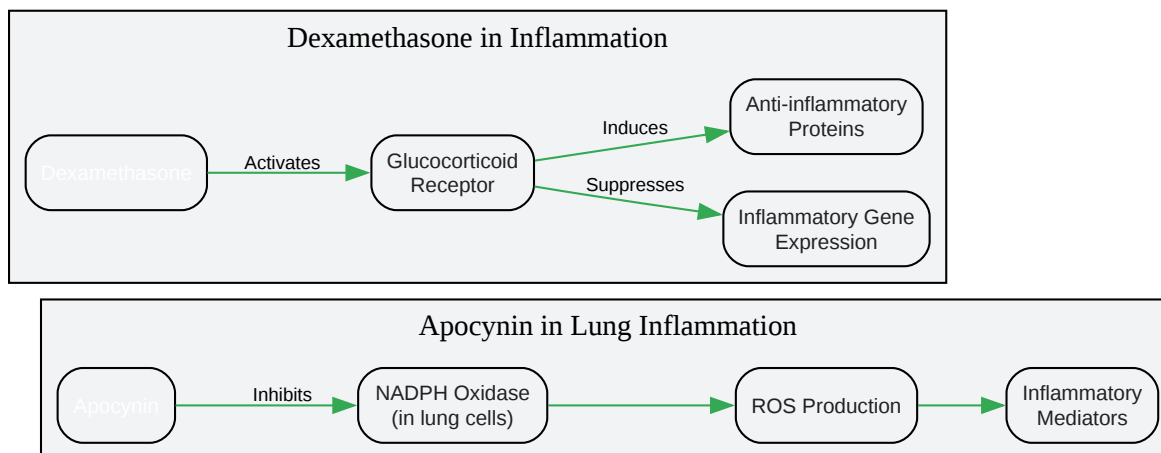 Dexamethasone in Inflammation
Dexamethasone
Activates
Glucocorticoid
Receptor
Induces
Anti-inflammatory
Proteins
Suppresses
Inflammatory Gene
Expression
Apocynin in Lung Inflammation
Apocynin
Inhibits
NADPH Oxidase
(in lung cells)
ROS Production
Inflammatory
Mediators